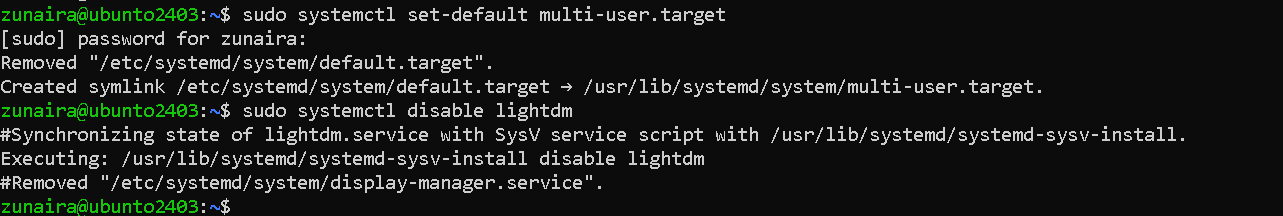 zunaira@ubunto2403:~$ sudo systemctl set-default multi-user.target
[sudo] password for zunaira:
Removed "/etc/systemd/system/default.target".
Created symlink /etc/systemd/system/default.target → /usr/lib/systemd/system/multi-user.target.
zunaira@ubunto2403:~$ sudo systemctl disable lightdm
#Synchronizing state of lightdm.service with SysV service script with /usr/lib/systemd/systemd-sysv-install.
Executing: /usr/lib/systemd/systemd-sysv-install disable lightdm
#Removed "/etc/systemd/system/display-manager.service".
zunaira@ubunto2403:~$